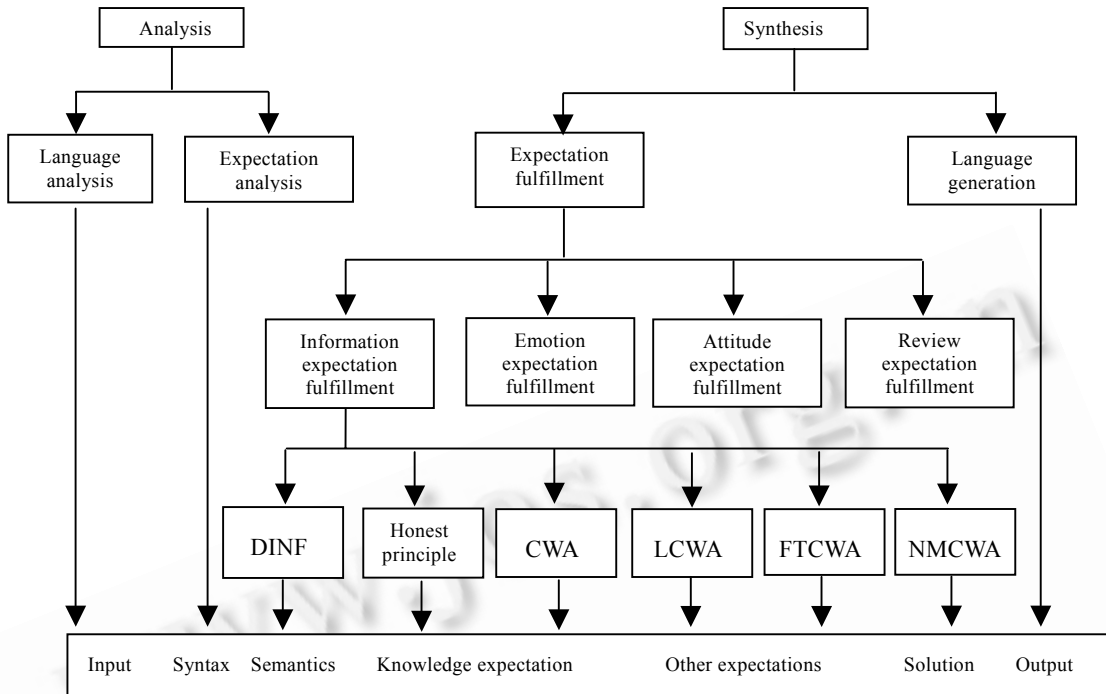 Analysis
Synthesis
Language
analysis
Expectation
analysis
Expectation
fulfillment
Language
generation
Information
expectation
fulfillment
Emotion
expectation
fulfillment
Attitude
expectation
fulfillment
Review
expectation
fulfillment
DINF
Honest
principle
CWA
LCWA
FTCWA
NMCWA
Input Syntax Semantics Knowledge expectation Other expectations Solution Output